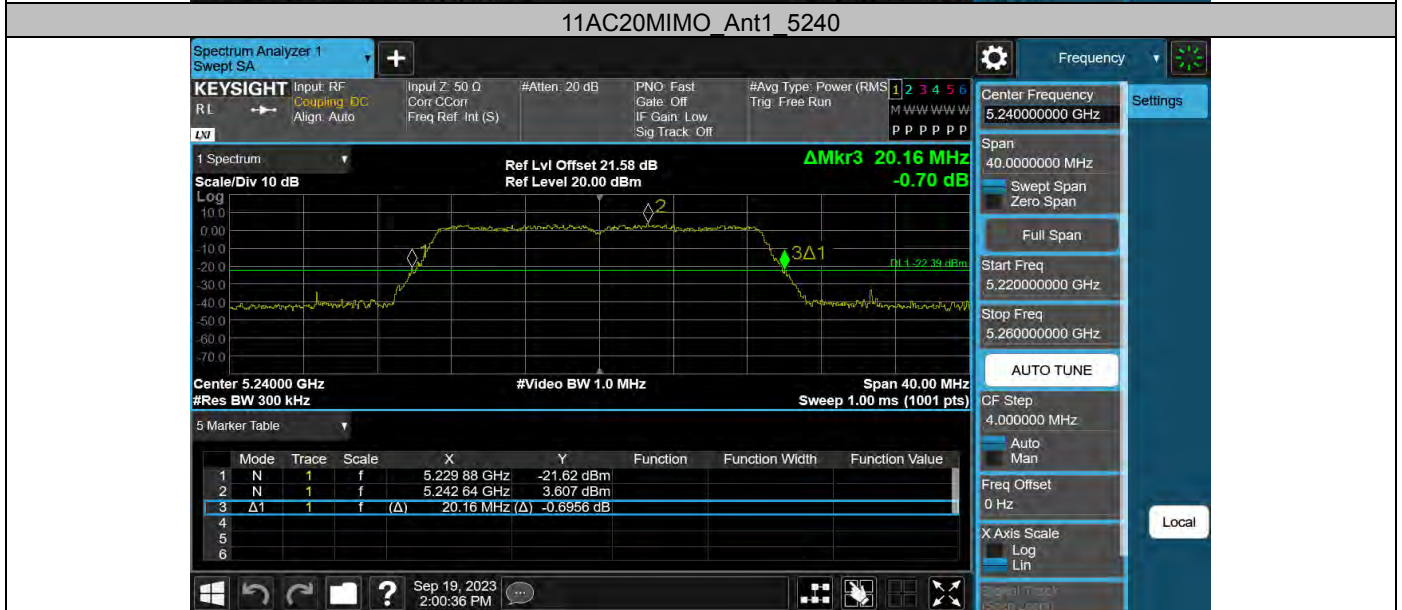 11AC20MIMO_Ant1_5240
Spectrum Analyzer 1
Swept SA
+
Frequency
KEYSIGHT Input: RF Input Z: 50 Ω #Atten: 20 dB PNO: Fast #Avg Type: Power (RMS 1 2 3 4 5 6
RL Coupling: DC Corr CCorr Gate: Off Trig: Free Run M W W W W W
Align: Auto Freq Ref: Int (S) IF Gain: Low
LXI Sig Track: Off P P P P P P
Center Frequency
5.240000000 GHz
Settings
Span
40.0000000 MHz
Swept Span
Zero Span
Full Span
Start Freq
5.220000000 GHz
Stop Freq
5.260000000 GHz
AUTO TUNE
CF Step
4.000000 MHz
Auto
Man
Freq Offset
0 Hz
X Axis Scale
Log
Lin
Local
1 Spectrum
Ref Lvl Offset 21.58 dB
ΔMkr3 20.16 MHz
Scale/Div 10 dB Ref Level 20.00 dBm -0.70 dB
Log
10.0
0.00
-10.0
-20.0
-30.0
-40.0
-50.0
-60.0
-70.0
1
2
3Δ1
DL1 -22.39 dBm
Center 5.24000 GHz #Video BW 1.0 MHz Span 40.00 MHz
#Res BW 300 kHz Sweep 1.00 ms (1001 pts)
5 Marker Table
Mode Trace Scale X Y Function Function Width Function Value
1 N 1 f 5.229 88 GHz -21.62 dBm
2 N 1 f 5.242 64 GHz 3.607 dBm
3 Δ1 1 f (Δ) 20.16 MHz (Δ) -0.6956 dB
4
5
6
?
Sep 19, 2023
2:00:36 PM